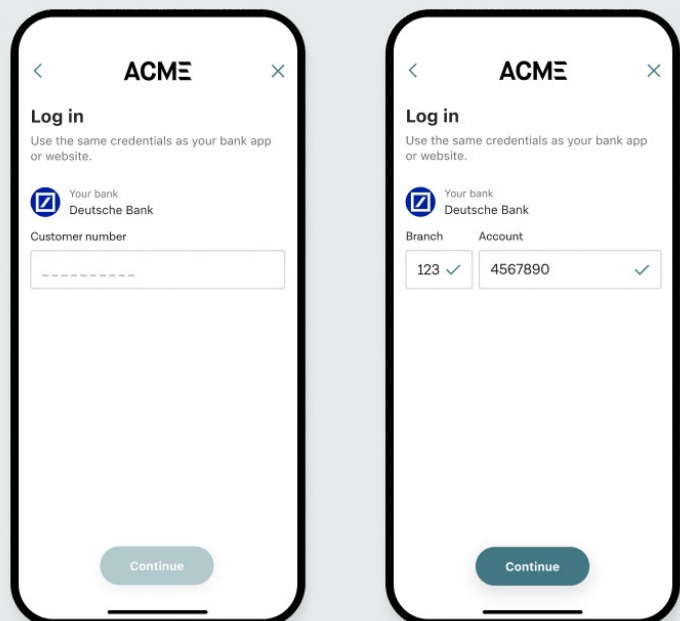 ACME
Log in
Use the same credentials as your bank app
or website.
Your bank
Deutsche Bank
Customer number
_ _ _ _ _ _ _ _ _ _
Continue
ACME
Log in
Use the same credentials as your bank app
or website.
Your bank
Deutsche Bank
Branch Account
123 4567890
Continue